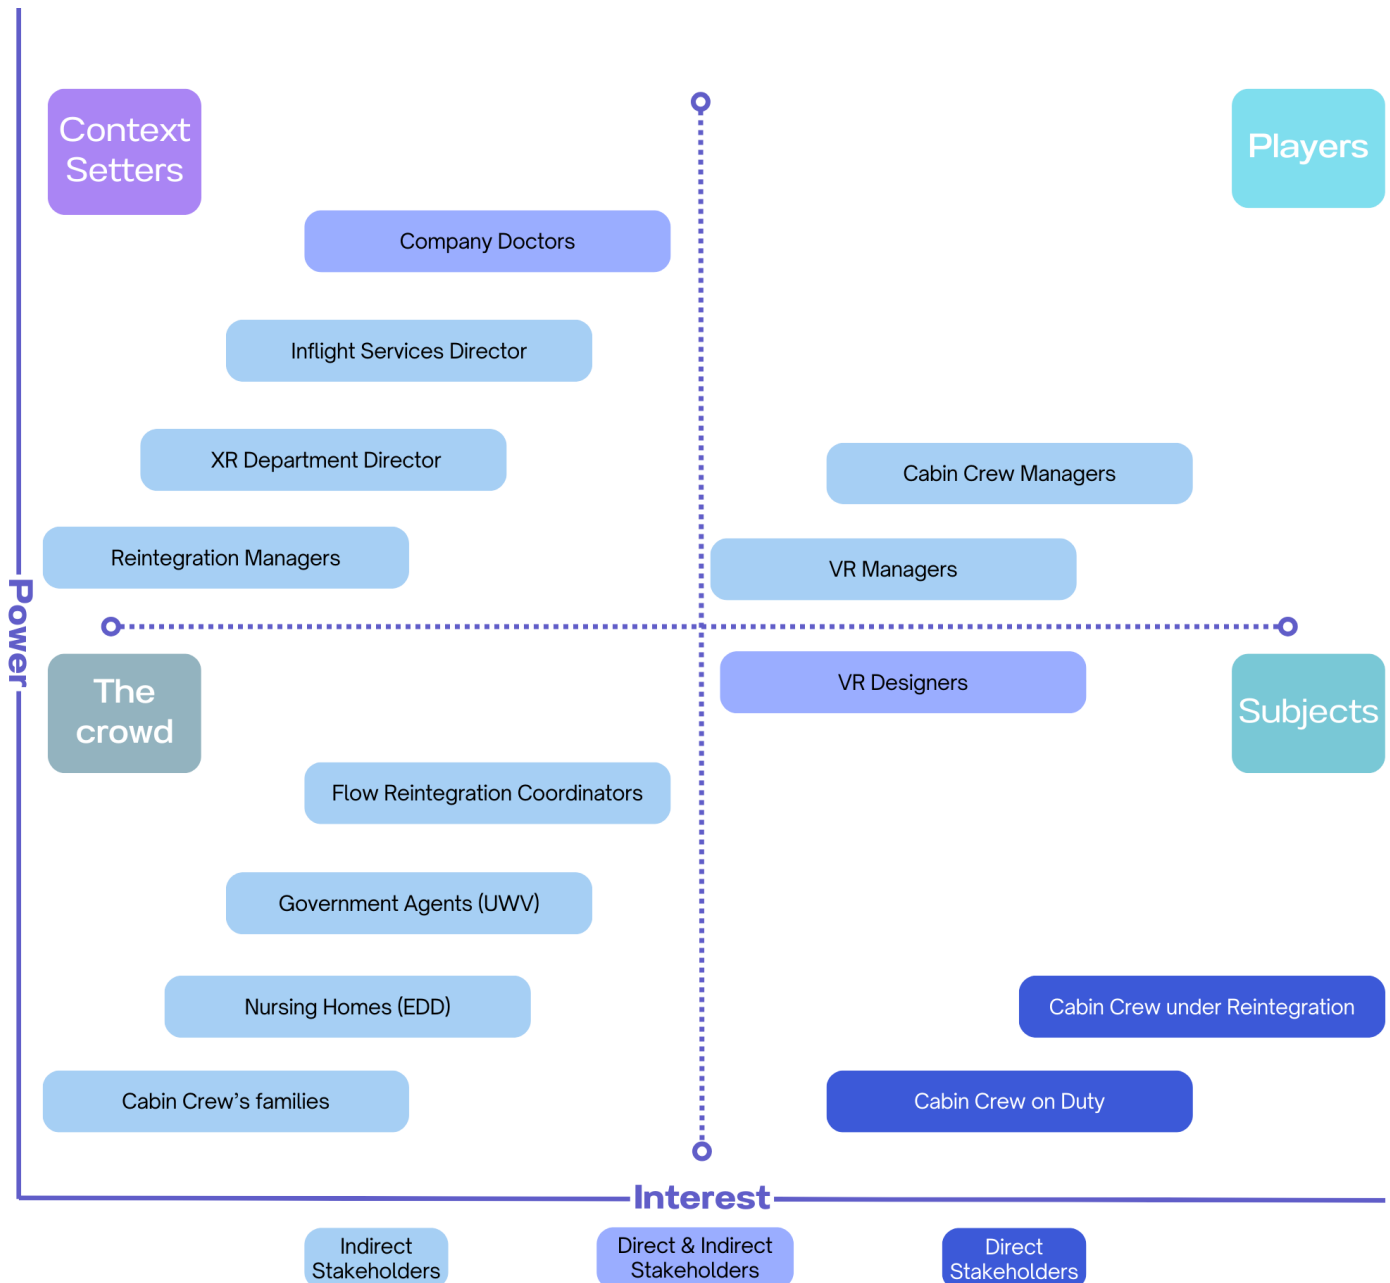 Context
Setters
Players
Company Doctors
Inflight Services Director
XR Department Director
Cabin Crew Managers
Reintegration Managers
VR Managers
Power
The
crowd
VR Designers
Subjects
Flow Reintegration Coordinators
Government Agents (UWV)
Nursing Homes (EDD)
Cabin Crew under Reintegration
Cabin Crew’s families
Cabin Crew on Duty
Interest
Indirect
Stakeholders
Direct & Indirect
Stakeholders
Direct
Stakeholders